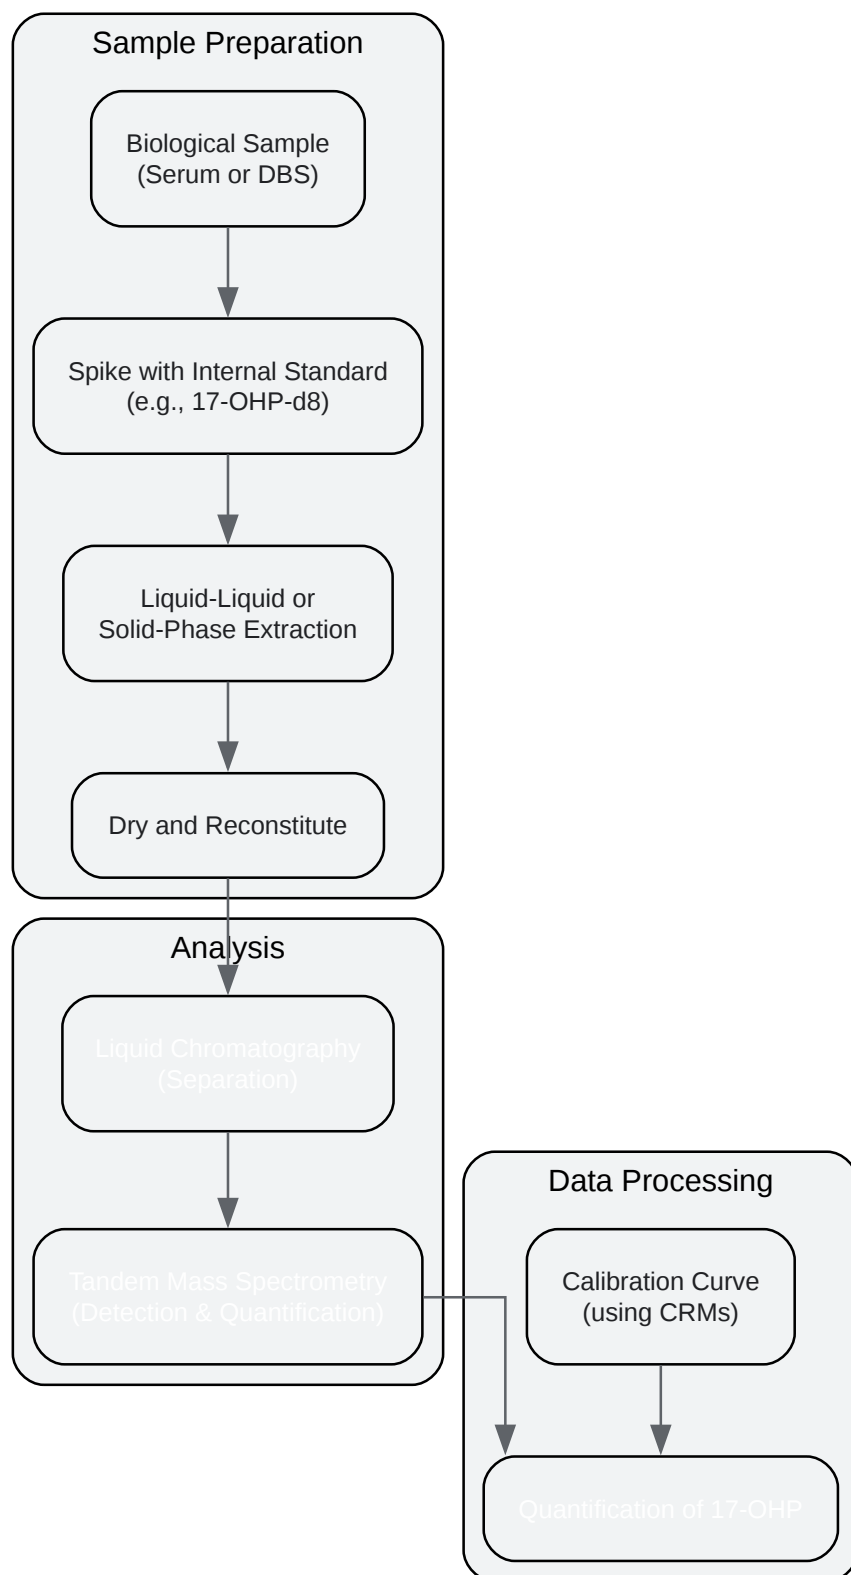 Sample Preparation
Biological Sample
(Serum or DBS)
Spike with Internal Standard
(e.g., 17-OHP-d8)
Liquid-Liquid or
Solid-Phase Extraction
Dry and Reconstitute
Analysis
Liquid Chromatography
(Separation)
Tandem Mass Spectrometry
(Detection & Quantification)
Data Processing
Calibration Curve
(using CRMs)
Quantification of 17-OHP